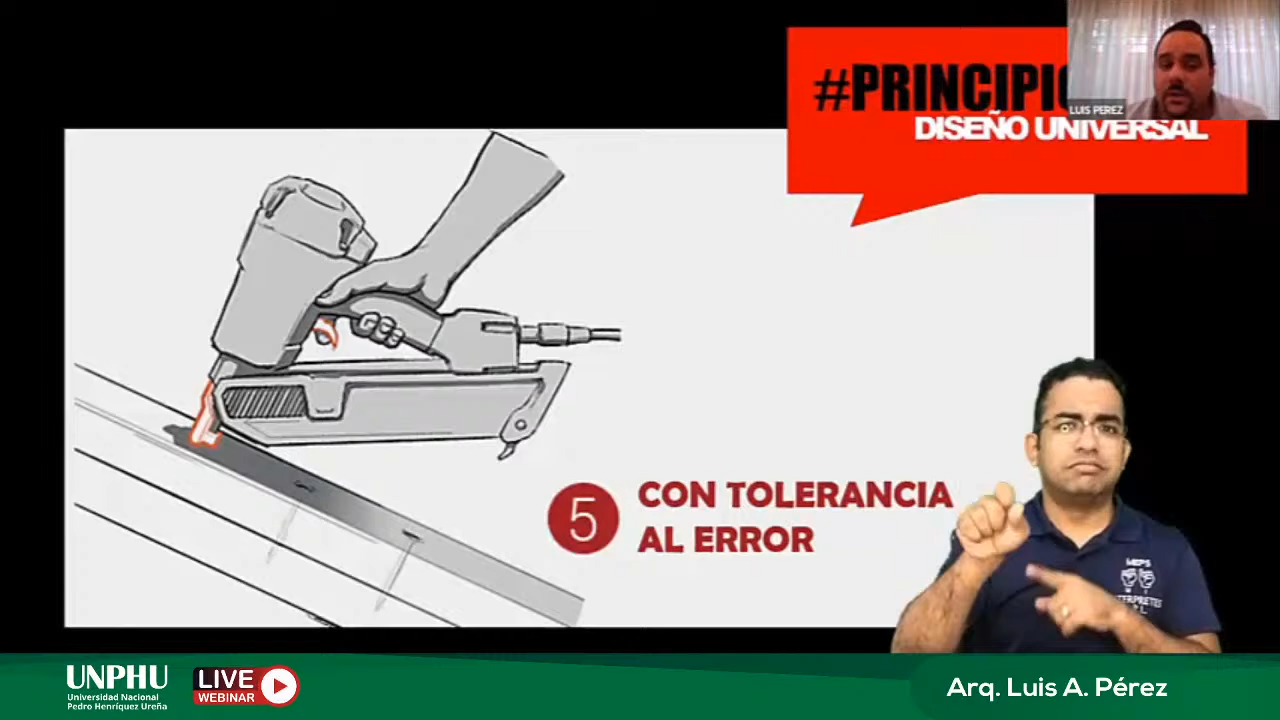 #PRINCIPIO
DISEÑO UNIVERSAL
LUIS PEREZ
5
CON TOLERANCIA
AL ERROR
UNPHU
Universidad Nacional
Pedro Henríquez Ureña
LIVE
WEBINAR
Arq. Luis A. Pérez